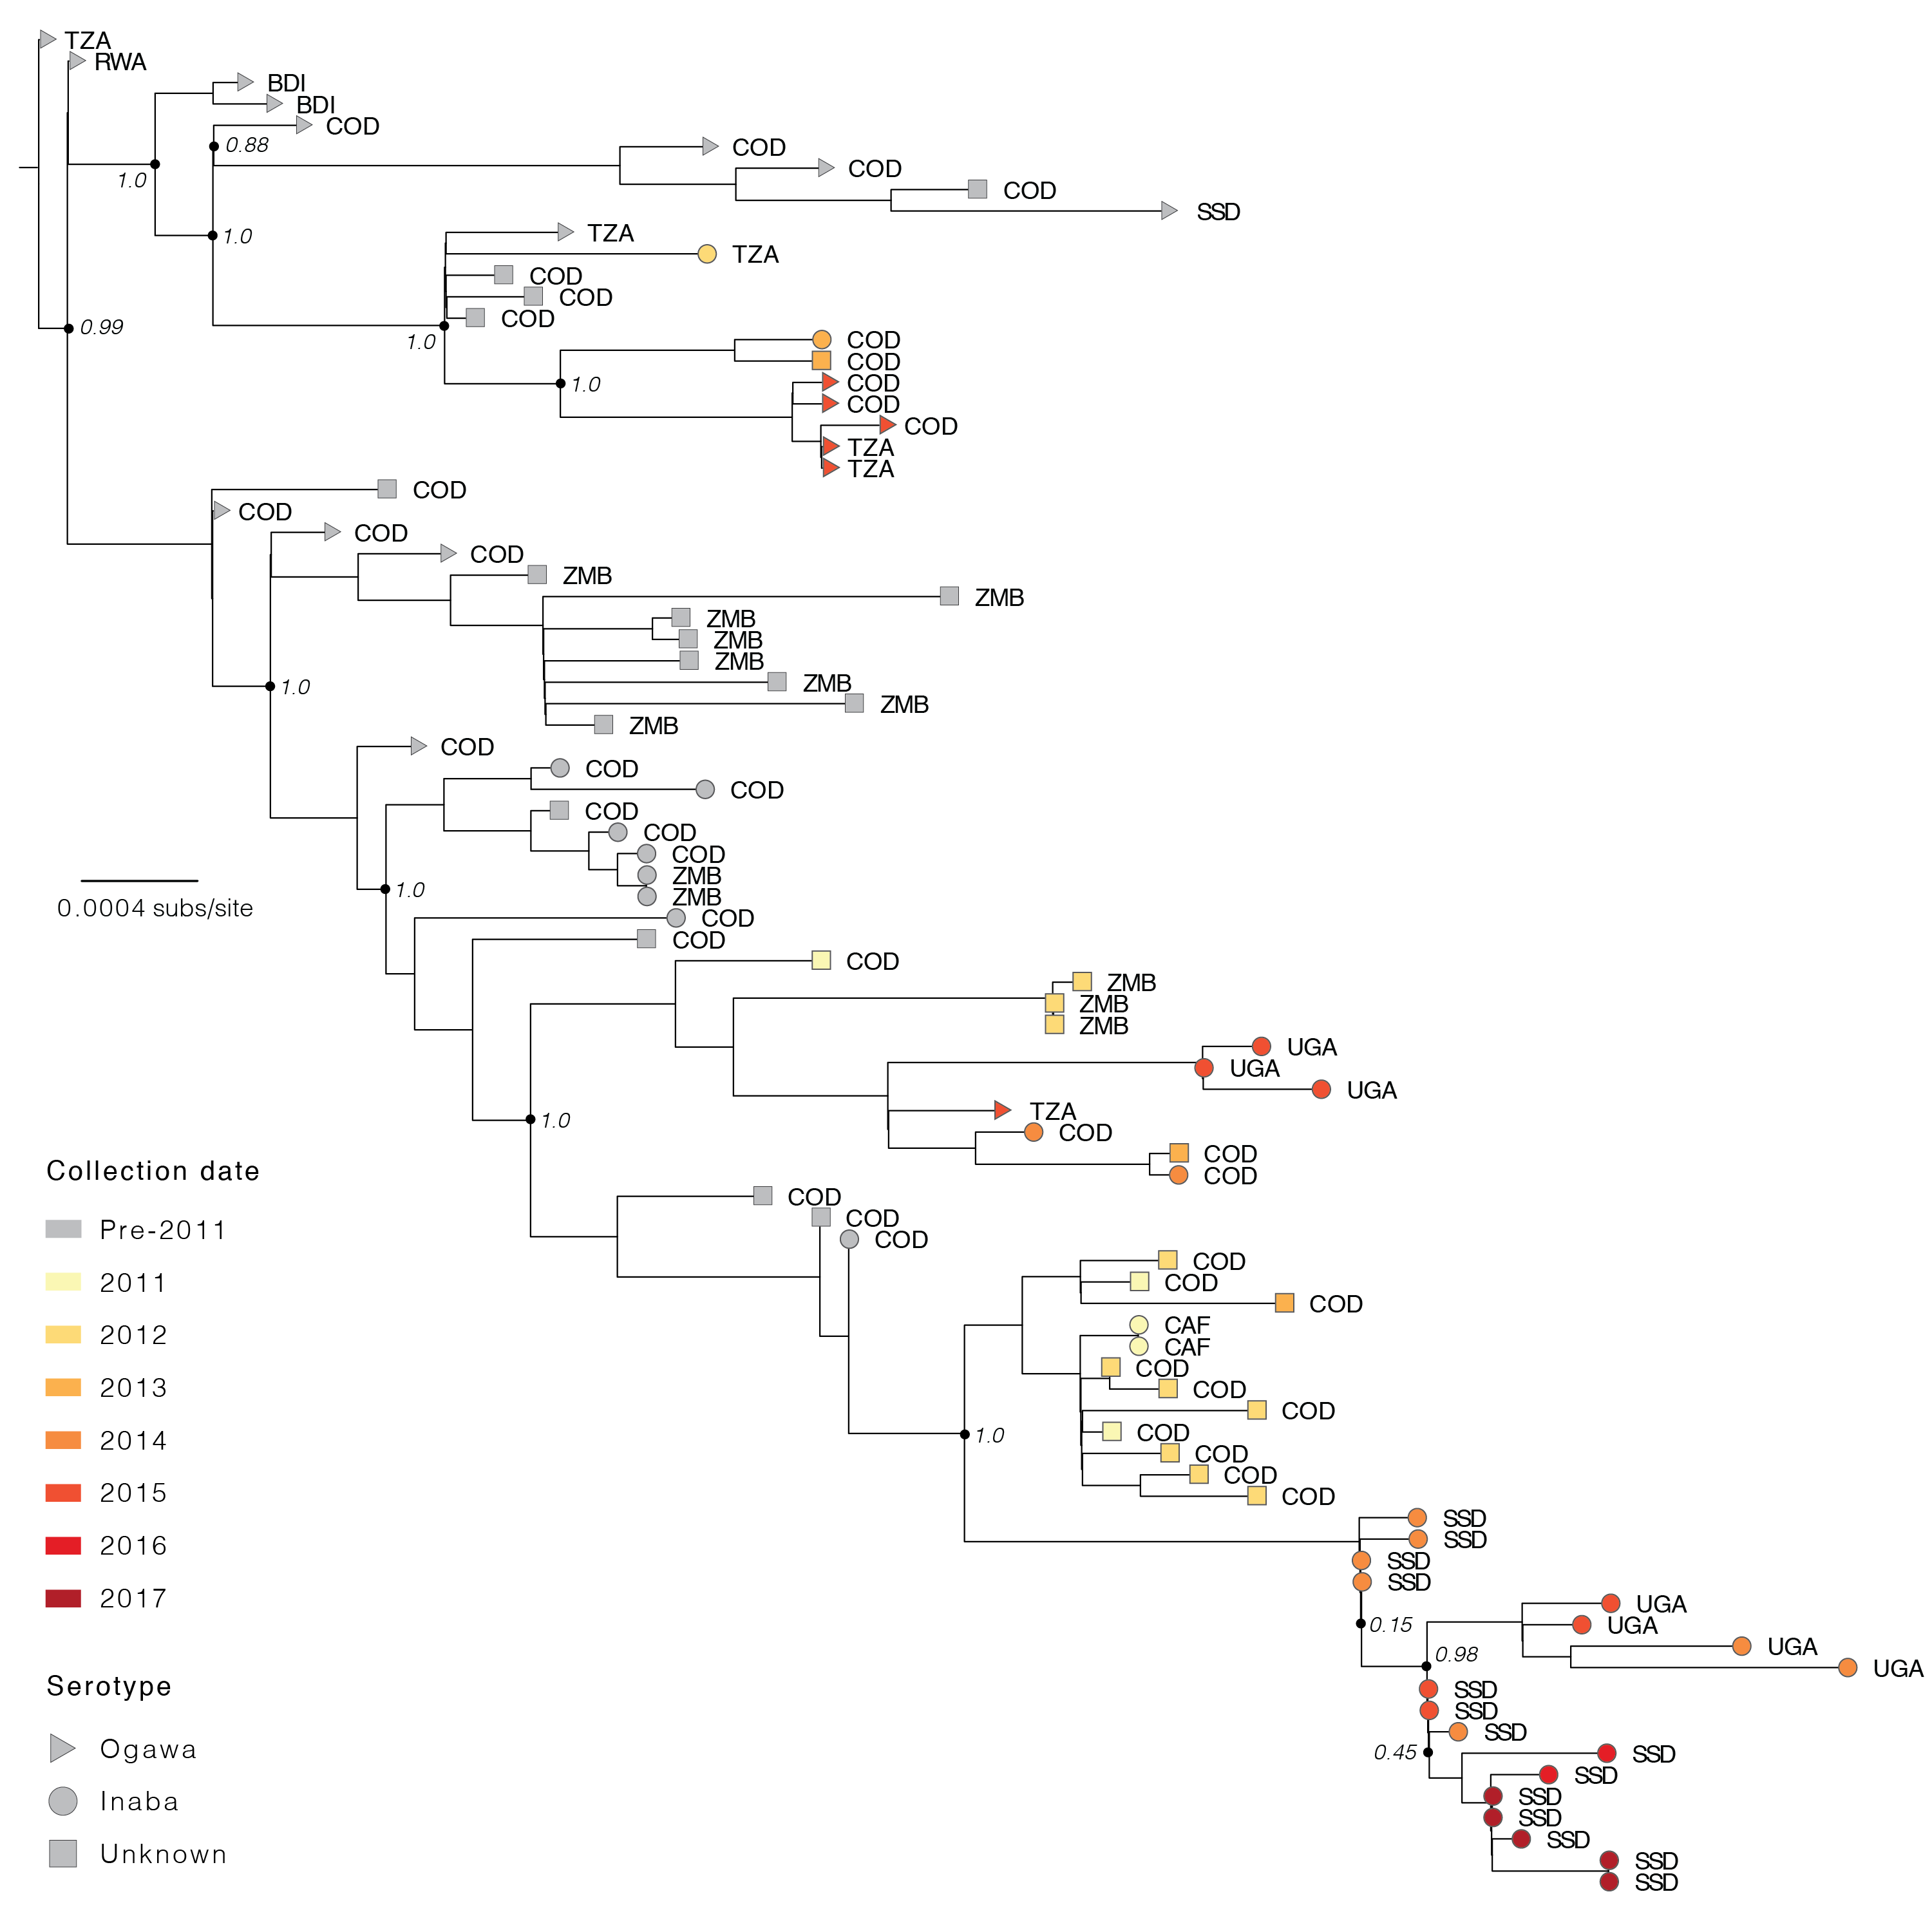 TZA
RWA
BDI
BDI
COD
0.88
COD
COD
1.0
COD
SSD
TZA
1.0
TZA
COD
COD
COD
0.99
1.0
COD
COD
COD
1.0
COD
COD
TZA
TZA
COD
COD
COD
COD
ZMB
ZMB
ZMB
ZMB
ZMB
ZMB
1.0
ZMB
ZMB
COD
COD
COD
COD
COD
COD
ZMB
1.0
ZMB
0.0004 subs/site
COD
COD
COD
ZMB
ZMB
ZMB
UGA
UGA
UGA
TZA
1.0
COD
COD
COD
COD
COD
COD
COD
COD
COD
CAF
CAF
COD
COD
COD
COD
1.0
COD
COD
COD
SSD
SSD
SSD
SSD
UGA
0.15
UGA
UGA
0.98
UGA
SSD
SSD
SSD
0.45
SSD
SSD
SSD
SSD
SSD
SSD
SSD
Collection date
Pre-2011
2011
2012
2013
2014
2015
2016
2017
Serotype
Ogawa
Inaba
Unknown